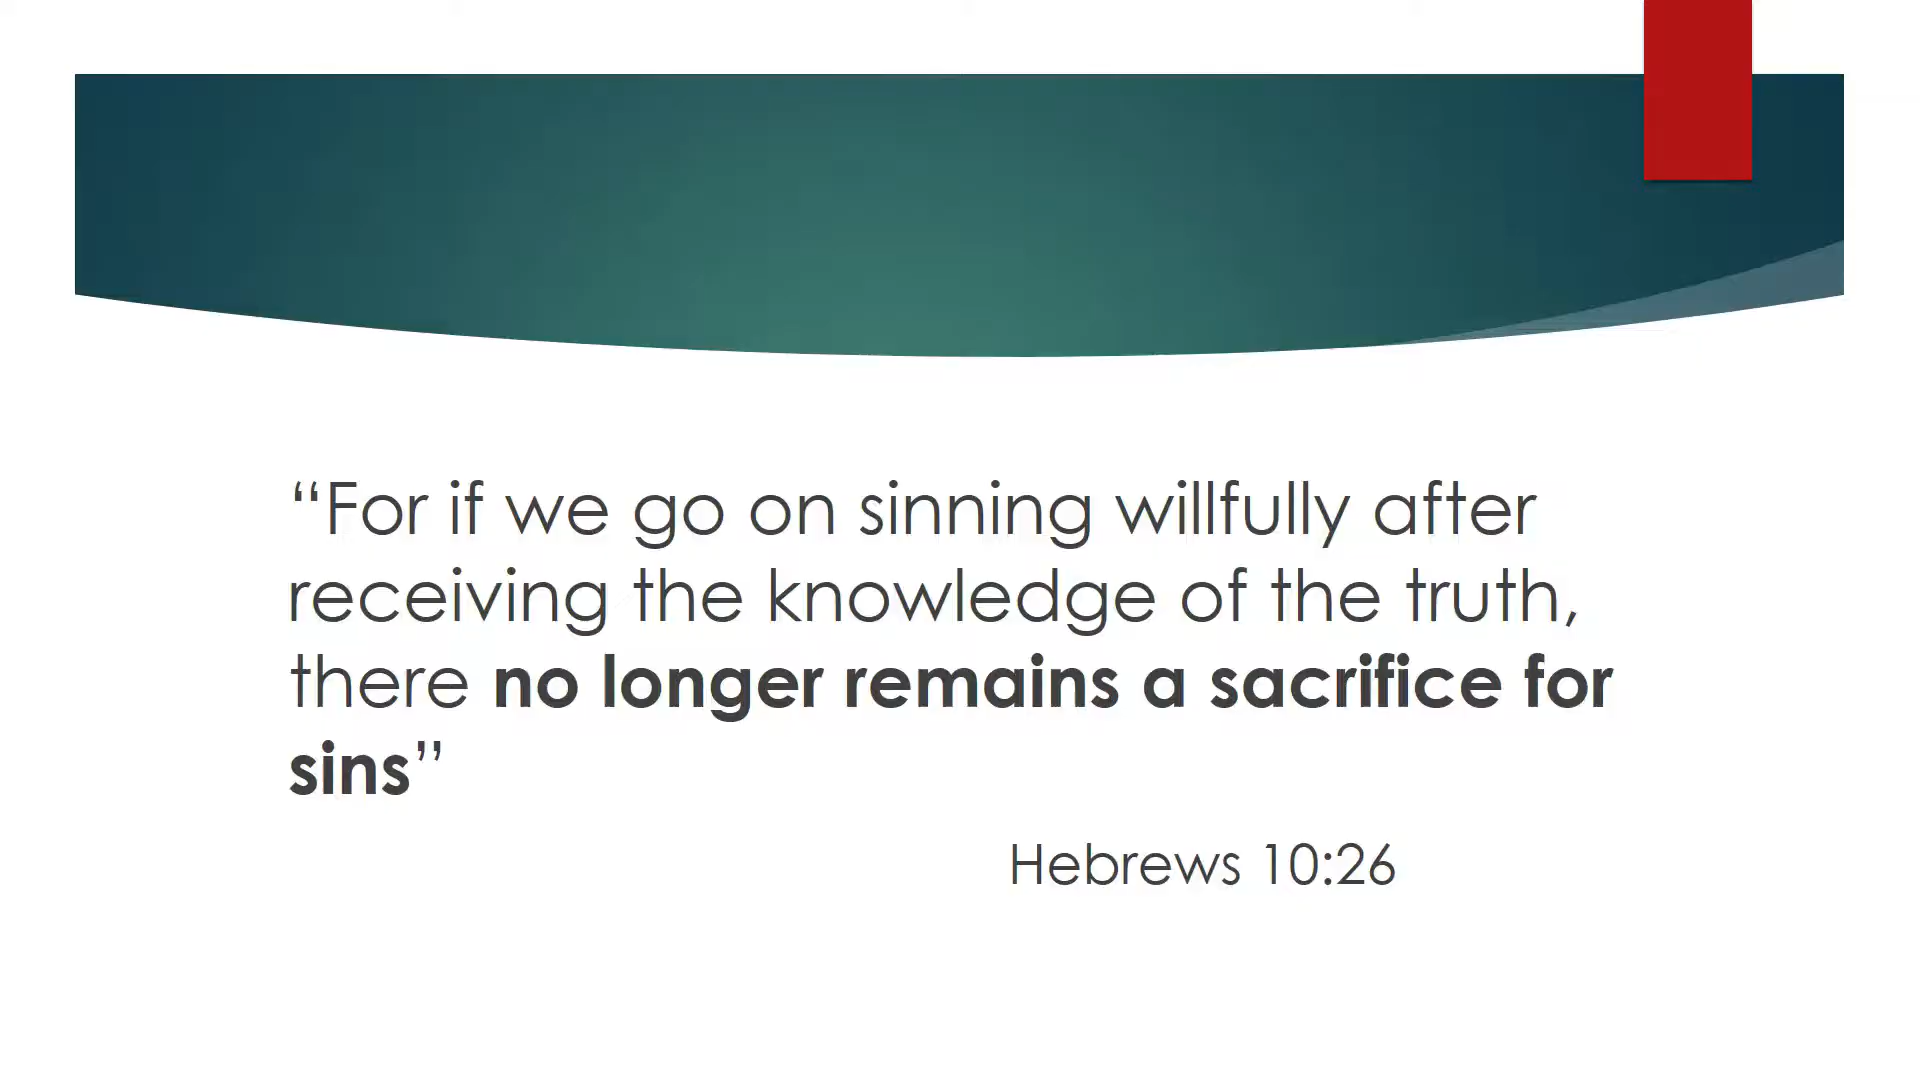 “For if we go on sinning willfully after
receiving the knowledge of the truth,
there no longer remains a sacrifice for
sins”
Hebrews 10:26